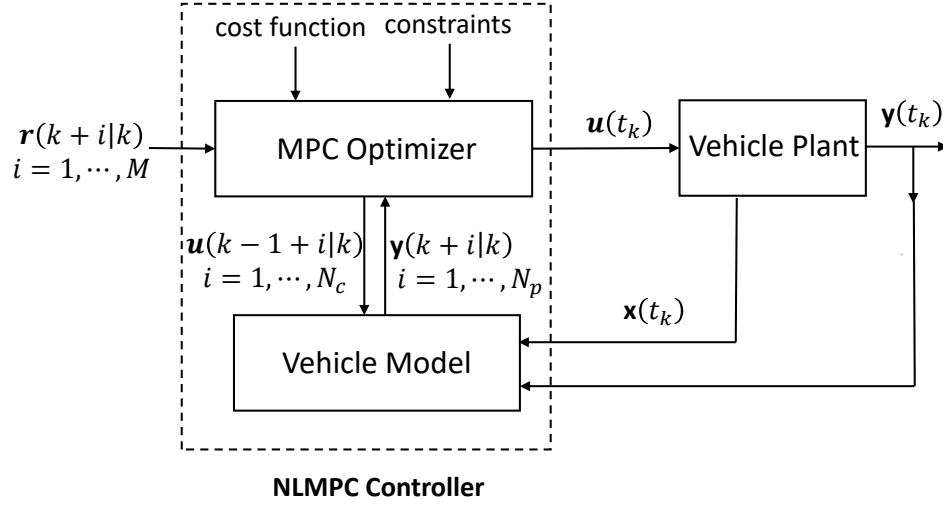 cost function
constraints
r(k + i|k)
i = 1, ⋯, M
MPC Optimizer
u(t_k)
Vehicle Plant
y(t_k)
u(k − 1 + i|k)
i = 1, ⋯, N_c
y(k + i|k)
i = 1, ⋯, N_p
x(t_k)
Vehicle Model
NLMPC Controller